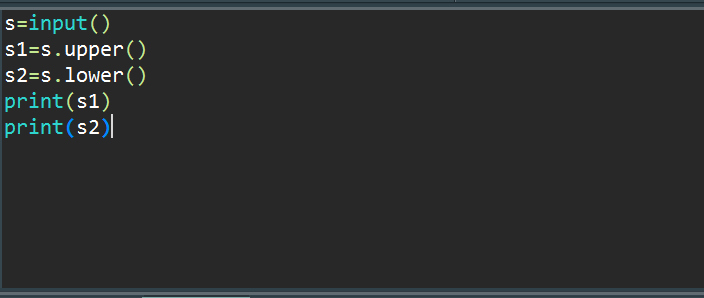 s=input()
s1=s.upper()
s2=s.lower()
print(s1)
print(s2)